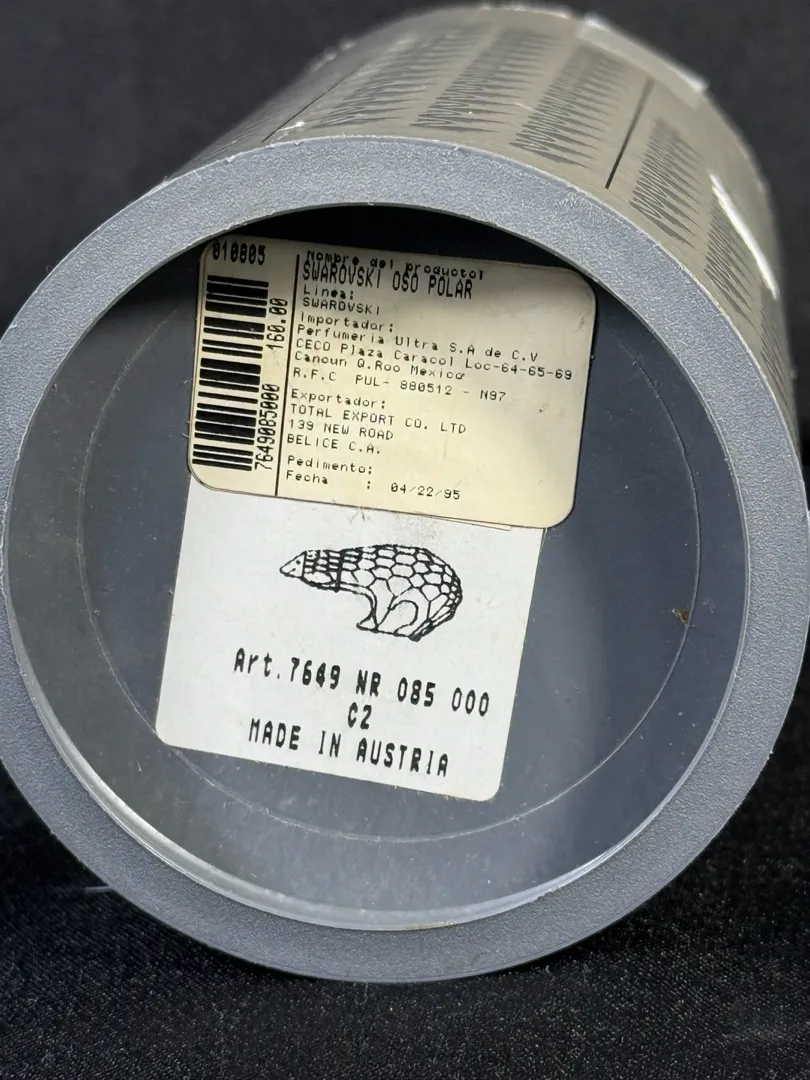 010805
160.00
7649085000
Nombre del producto:
SWAROVSKI OSO POLAR
Linea:
SWAROVSKI
Importador:
Perfumeria Ultra S.A de C.V
CECO Plaza Caracol Loc-64-65-69
Cancun Q.Roo Mexico
R.F.C PUL- 880512 - N97
Exportador:
TOTAL EXPORT CO. LTD
139 NEW ROAD
BELICE C.A.
Pedimento:
Fecha : 04/22/95
Art.7649 NR 085 000
C2
MADE IN AUSTRIA